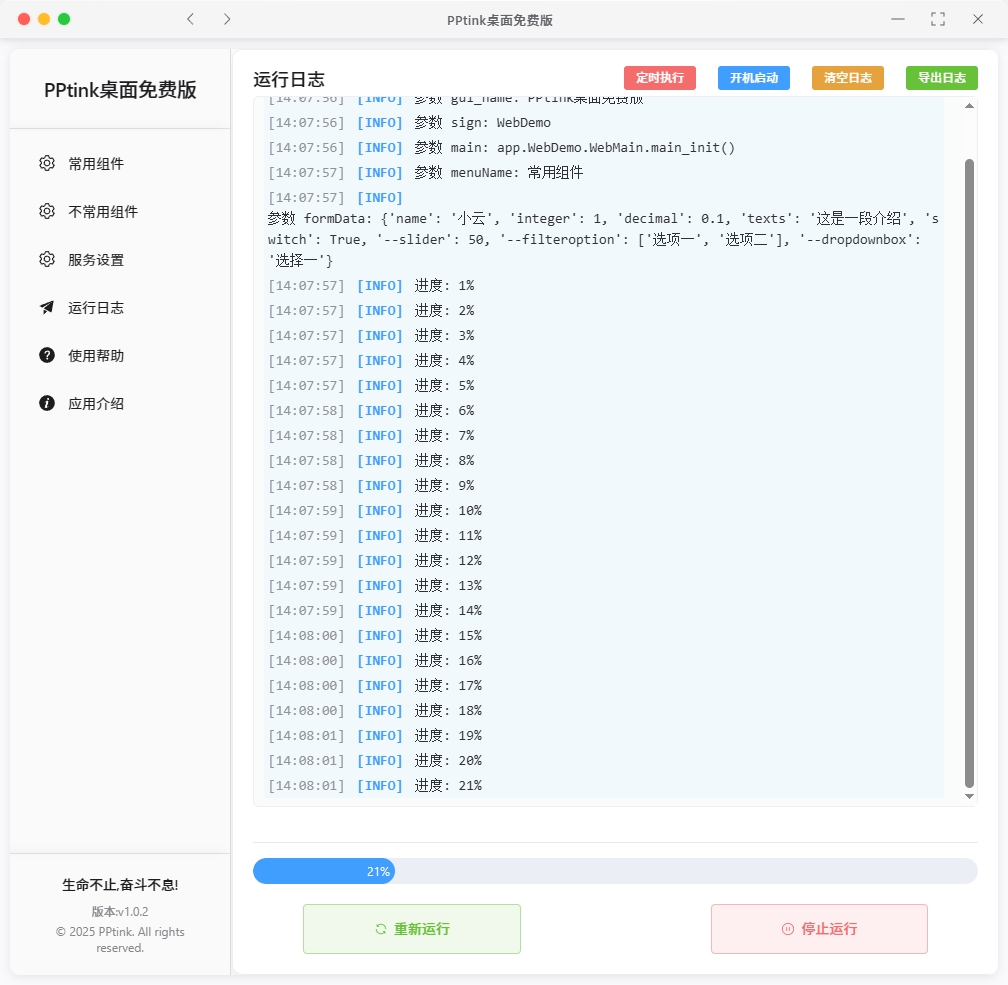 PPtink桌面免费版
PPtink桌面免费版
常用组件
不常用组件
服务设置
运行日志
使用帮助
应用介绍
生命不止,奋斗不息!
版本:v1.0.2
© 2025 PPtink. All rights
reserved.
运行日志
定时执行
开机启动
清空日志
导出日志
[14:07:56] [INFO] 参数 gui_name: PPtink桌面免费版
[14:07:56] [INFO] 参数 sign: WebDemo
[14:07:56] [INFO] 参数 main: app.WebDemo.WebMain.main_init()
[14:07:57] [INFO] 参数 menuName: 常用组件
[14:07:57] [INFO]
参数 formData: {'name': '小云', 'integer': 1, 'decimal': 0.1, 'texts': '这是一段介绍', 's
witch': True, '--slider': 50, '--filteroption': ['选项一', '选项二'], '--dropdownbox':
'选择一'}
[14:07:57] [INFO] 进度: 1%
[14:07:57] [INFO] 进度: 2%
[14:07:57] [INFO] 进度: 3%
[14:07:57] [INFO] 进度: 4%
[14:07:57] [INFO] 进度: 5%
[14:07:58] [INFO] 进度: 6%
[14:07:58] [INFO] 进度: 7%
[14:07:58] [INFO] 进度: 8%
[14:07:58] [INFO] 进度: 9%
[14:07:59] [INFO] 进度: 10%
[14:07:59] [INFO] 进度: 11%
[14:07:59] [INFO] 进度: 12%
[14:07:59] [INFO] 进度: 13%
[14:07:59] [INFO] 进度: 14%
[14:08:00] [INFO] 进度: 15%
[14:08:00] [INFO] 进度: 16%
[14:08:00] [INFO] 进度: 17%
[14:08:00] [INFO] 进度: 18%
[14:08:01] [INFO] 进度: 19%
[14:08:01] [INFO] 进度: 20%
[14:08:01] [INFO] 进度: 21%
21%
重新运行
停止运行